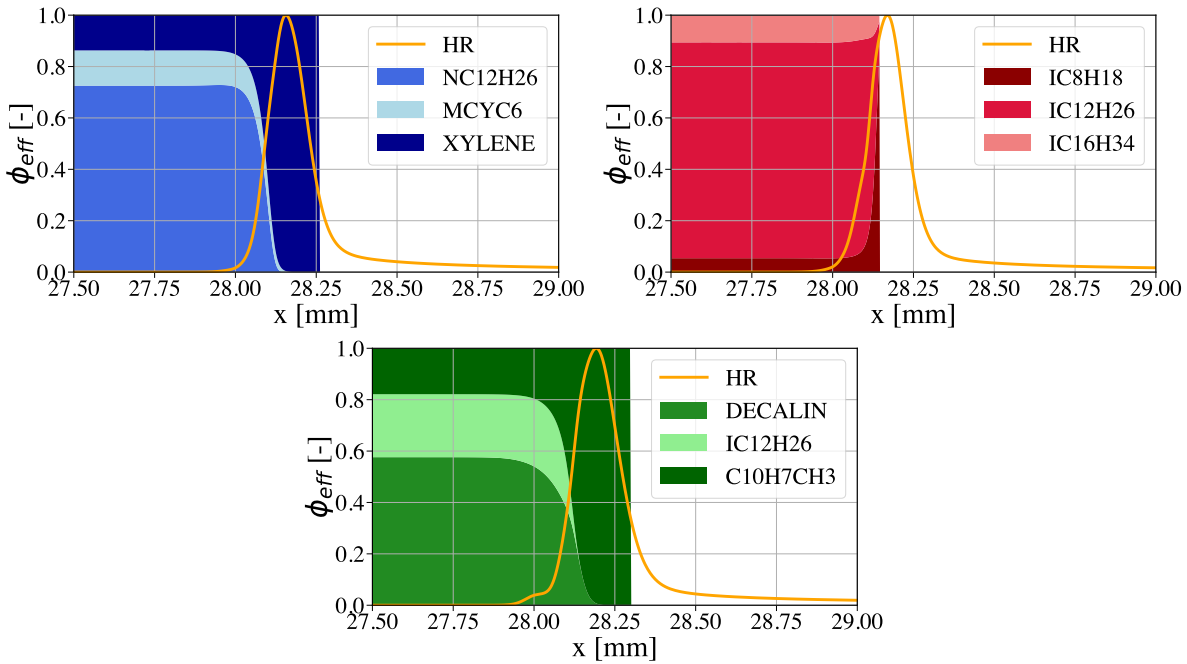 1.0
0.8
0.6
0.4
0.2
0.0
ϕeff [-]
27.50 27.75 28.00 28.25 28.50 28.75 29.00
x [mm]
HR
NC12H26
MCYC6
XYLENE
1.0
0.8
0.6
0.4
0.2
0.0
ϕeff [-]
27.50 27.75 28.00 28.25 28.50 28.75 29.00
x [mm]
HR
IC8H18
IC12H26
IC16H34
1.0
0.8
0.6
0.4
0.2
0.0
ϕeff [-]
27.50 27.75 28.00 28.25 28.50 28.75 29.00
x [mm]
HR
DECALIN
IC12H26
C10H7CH3